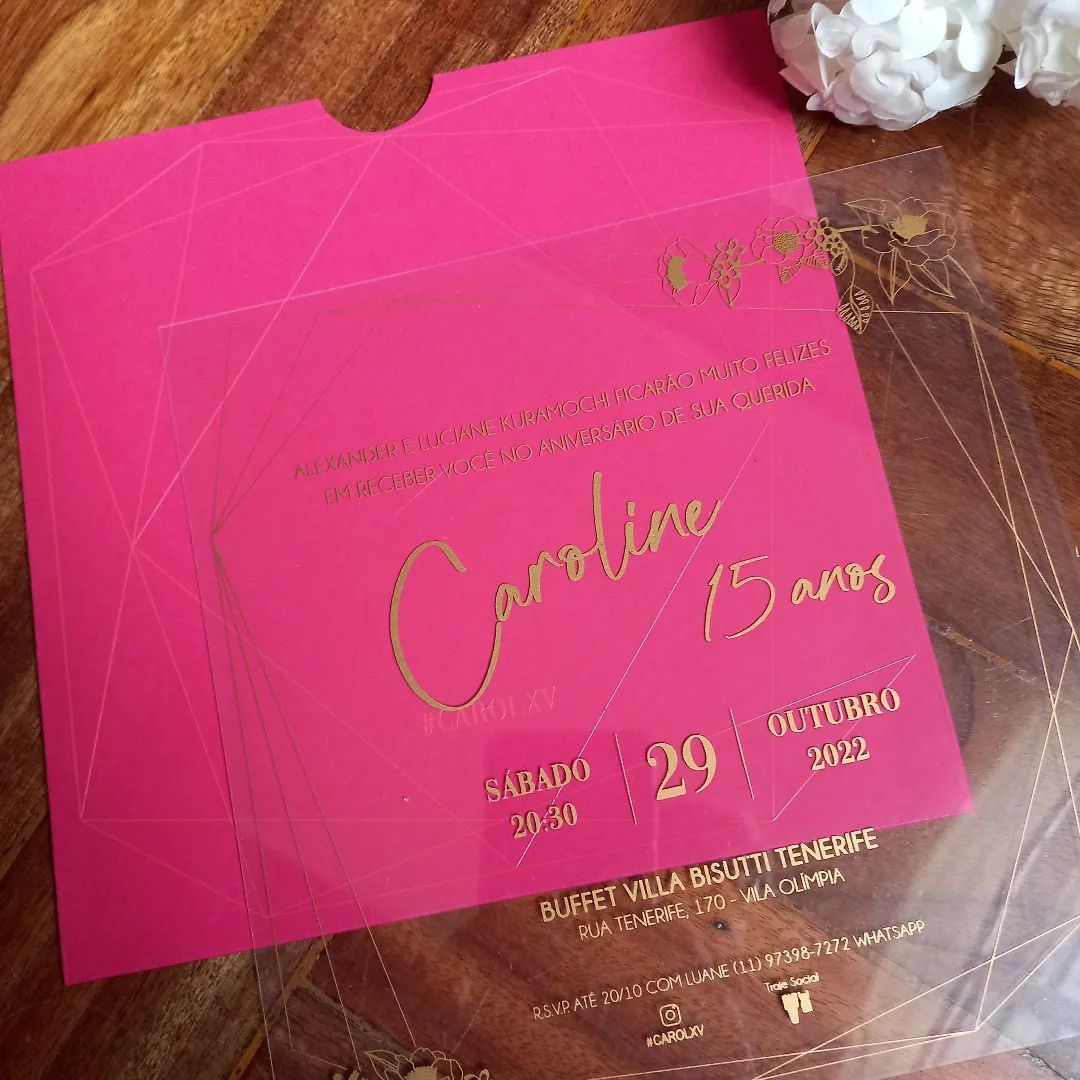 ALEXANDER E LUCIANE KURAMOCHI FICARÃO MUITO FELIZES
EM RECEBER VOCÊ NO ANIVERSÁRIO DE SUA QUERIDA
Caroline
15 anos
#CAROLXV
SÁBADO
20:30
29
OUTUBRO
2022
BUFFET VILLA BISUTTI TENERIFE
RUA TENERIFE, 170 - VILA OLÍMPIA
R.S.V.P. ATÉ 20/10 COM LUANE (11) 97398-7272 WHATSAPP
Traje Social
#CAROLXV